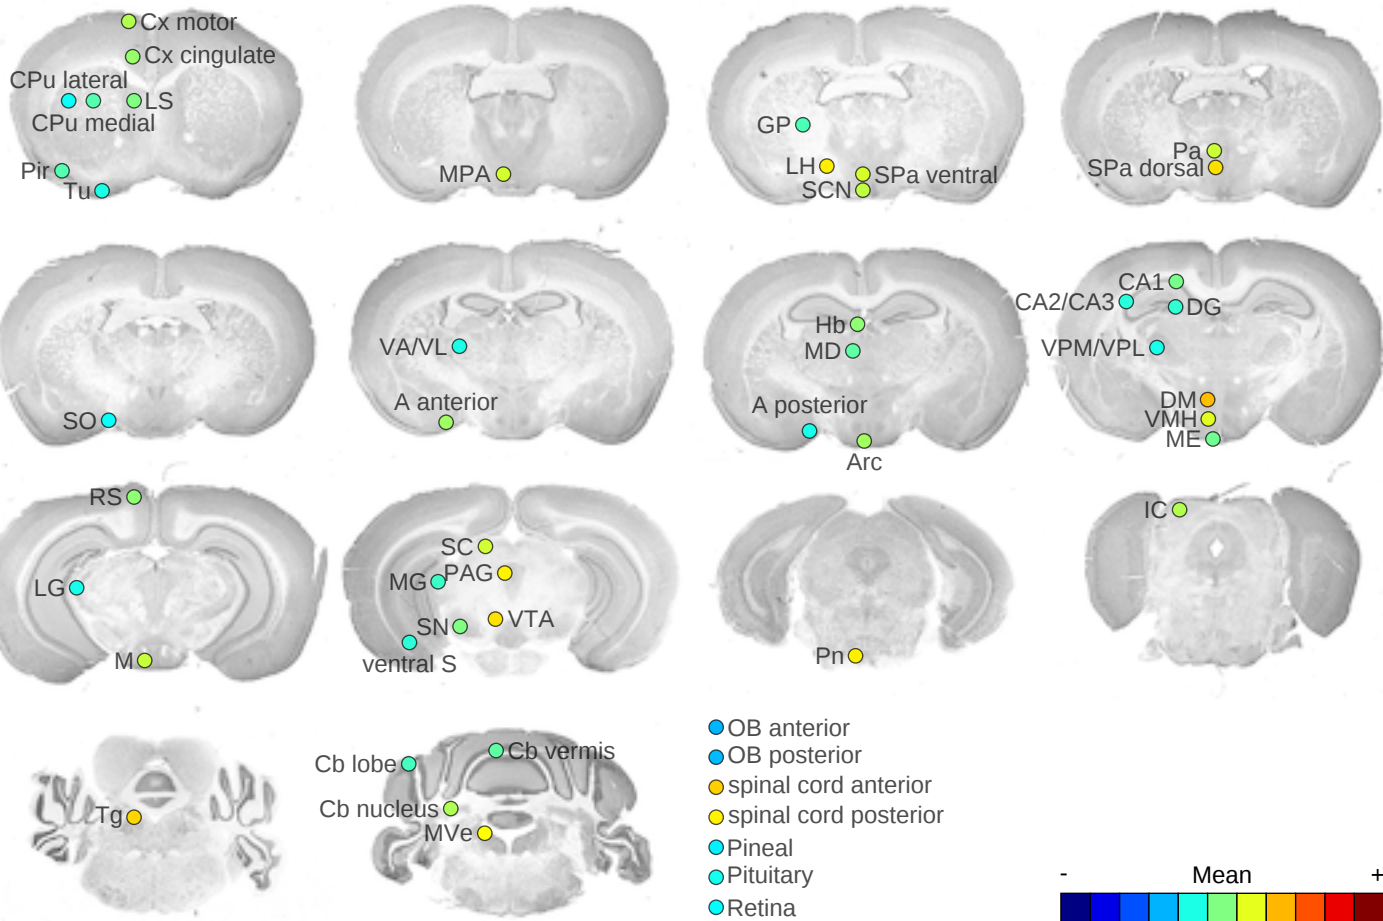 Cx motor
Cx cingulate
CPu lateral
LS
CPu medial
Pir
Tu
MPA
GP
LH
SPa ventral
SCN
Pa
SPa dorsal
SO
VA/VL
A anterior
Hb
MD
A posterior
Arc
CA1
CA2/CA3
DG
VPM/VPL
DM
VMH
ME
RS
LG
M
SC
MG
PAG
SN
VTA
ventral S
Pn
IC
Tg
Cb lobe
Cb vermis
Cb nucleus
MVe
OB anterior
OB posterior
spinal cord anterior
spinal cord posterior
Pineal
Pituitary
Retina
- Mean +